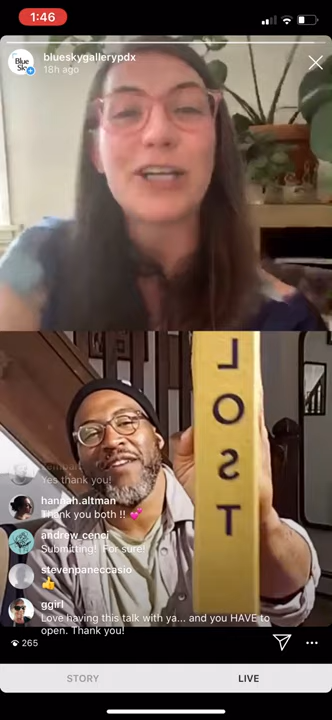 1:46
Blue
Sky
blueskygallerypdx
18h ago
LOST
Yes thank you!
hannah.altman
Thank you both !! 💕
andrew_cenci
Submitting! For sure!
stevenpaneccasio
👍
ggirl
Love having this talk with ya... and you HAVE to
open. Thank you!
265
STORY
LIVE